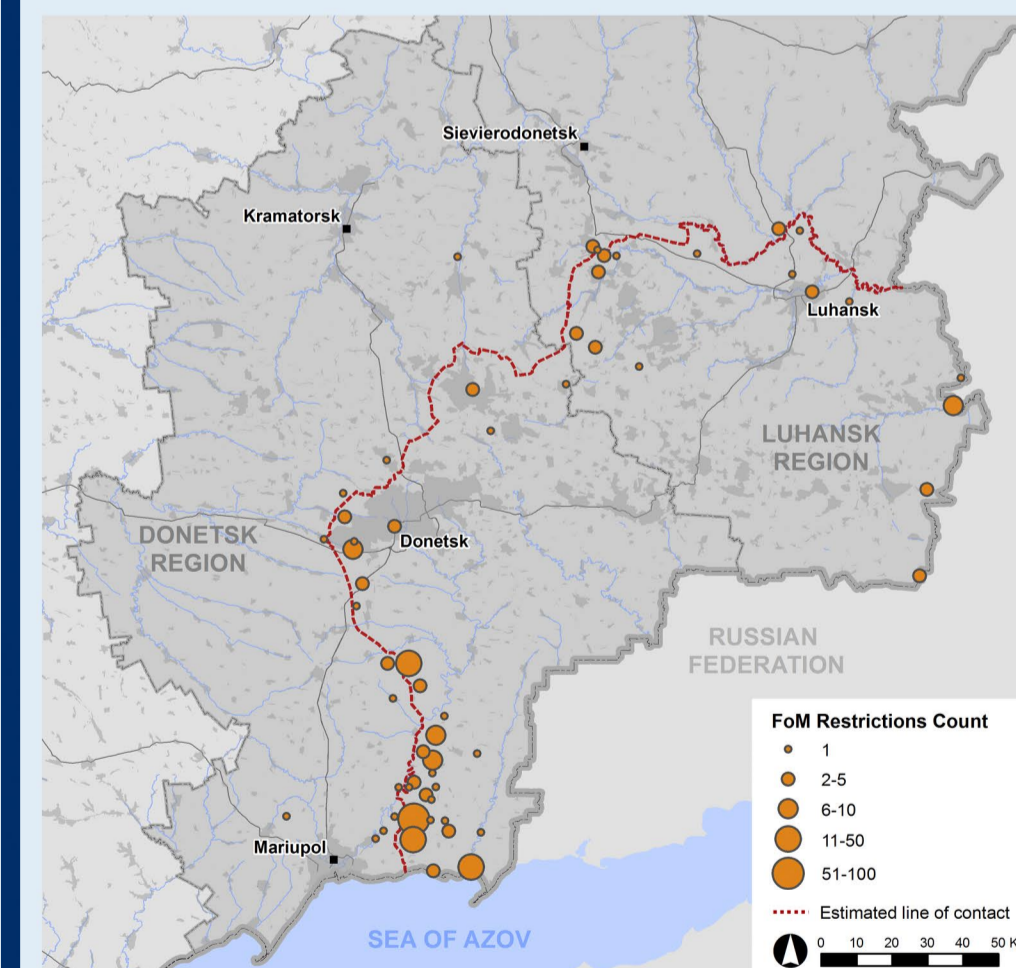 Sievierodonetsk
Kramatorsk
Luhansk
LUHANSK
REGION
DONETSK
REGION
Donetsk
RUSSIAN
FEDERATION
Mariupol
SEA OF AZOV
FoM Restrictions Count
1
2-5
6-10
11-50
51-100
Estimated line of contact
0 10 20 30 40 50 K